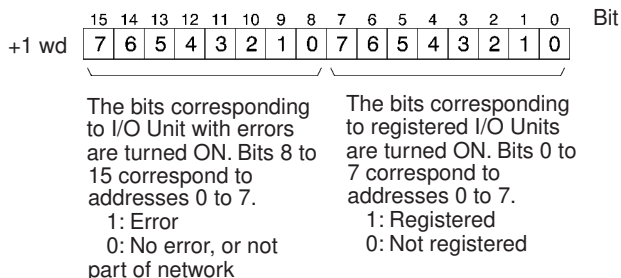 15 14 13 12 11 10 9 8 7 6 5 4 3 2 1 0 Bit
+1 wd 7 6 5 4 3 2 1 0 7 6 5 4 3 2 1 0
The bits corresponding
to I/O Unit with errors
are turned ON. Bits 8 to
15 correspond to
addresses 0 to 7.
1: Error
0: No error, or not
part of network
The bits corresponding
to registered I/O Units
are turned ON. Bits 0 to
7 correspond to
addresses 0 to 7.
1: Registered
0: Not registered